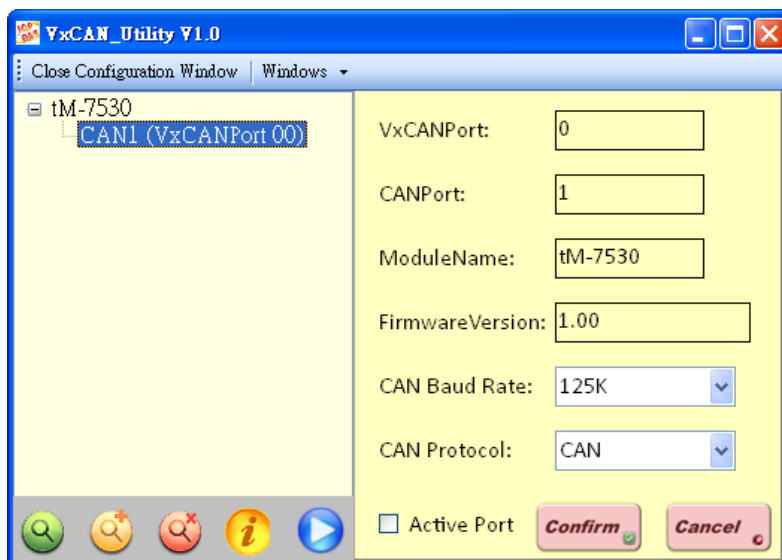 VxCAN_Utility V1.0
Close Configuration Window Windows
tM-7530
CAN1 (VxCANPort 00)
VxCANPort: 0
CANPort: 1
ModuleName: tM-7530
FirmwareVersion: 1.00
CAN Baud Rate: 125K
CAN Protocol: CAN
Active Port Confirm Cancel